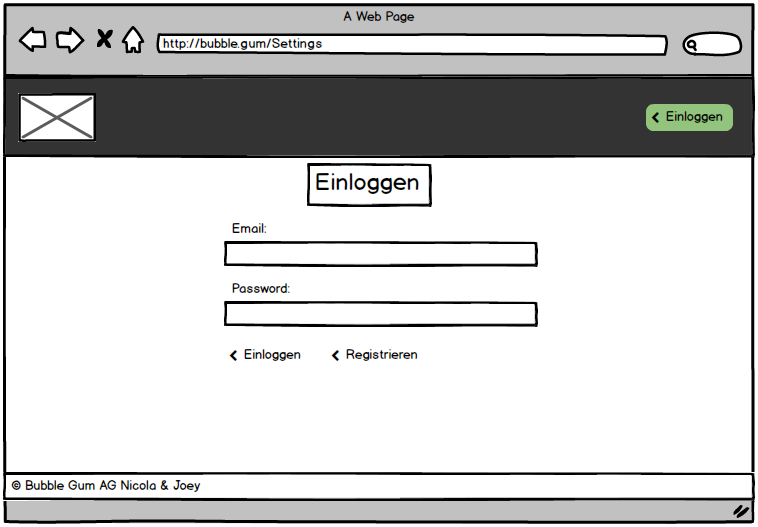 A Web Page
http://bubble.gum/Settings
Einloggen
Einloggen
Email:
Password:
Einloggen Registrieren
© Bubble Gum AG Nicola & Joey